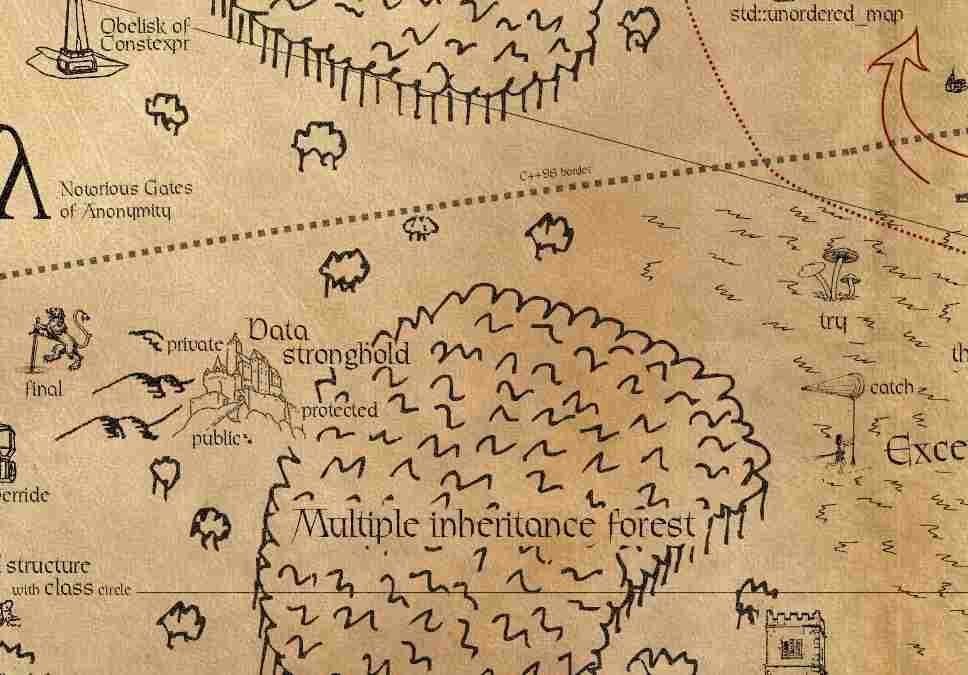 Obelisk of
Constexpr
std::unordered_map
λ
Notorious Gates
of Anonymity
C++98 border
try
private
Data
stronghold
final
protected
catch
public
Exce
erride
Multiple inheritance forest
structure
with class circle
th